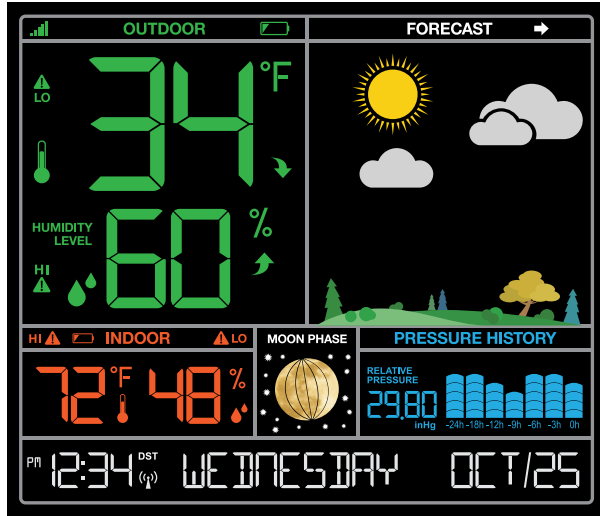 OUTDOOR
FORECAST
LO
34°F
HUMIDITY
LEVEL
60%
HI
HI INDOOR LO
72°F 48%
MOON PHASE
PRESSURE HISTORY
RELATIVE
PRESSURE
29.80
inHg
-24h -18h -12h -9h -6h -3h 0h
PM 12:34 DST WEDNESDAY OCT/25